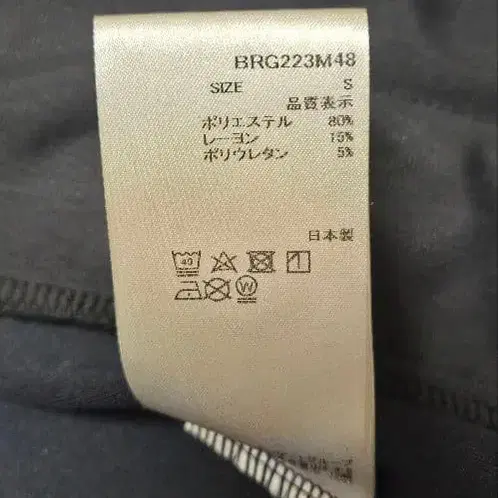 BRG223M48
SIZE S
品質表示
ポリエステル 80%
レーヨン 15%
ポリウレタン 5%
日本製
40
W